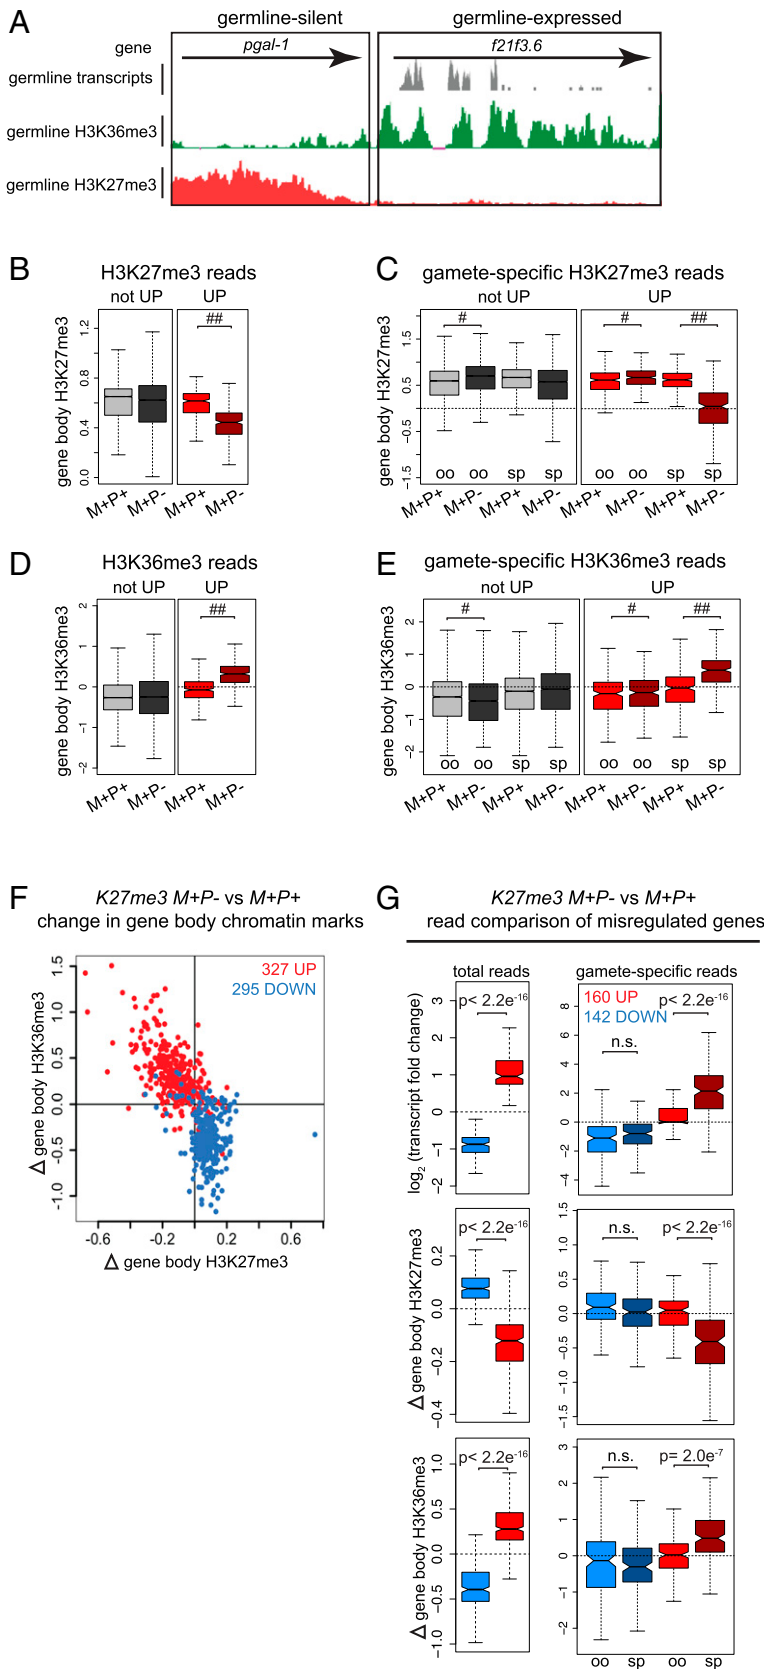 A
germline-silent germline-expressed
gene pgal-1 f21f3.6
germline transcripts
germline H3K36me3
germline H3K27me3
B H3K27me3 reads
not UP UP
##
gene body H3K27me3
0.0 0.4 0.8 1.2
M+P+ M+P- M+P+ M+P-
C gamete-specific H3K27me3 reads
not UP UP
# # ##
gene body H3K27me3
-1.5 -0.5 0.5 1.5
oo oo sp sp oo oo sp sp
M+P+ M+P- M+P+ M+P- M+P+ M+P- M+P+ M+P-
D H3K36me3 reads
not UP UP
##
gene body H3K36me3
-2 -1 0 1 2
M+P+ M+P- M+P+ M+P-
E gamete-specific H3K36me3 reads
not UP UP
# # ##
gene body H3K36me3
-2 -1 0 1 2
oo oo sp sp oo oo sp sp
M+P+ M+P- M+P+ M+P- M+P+ M+P- M+P+ M+P-
F K27me3 M+P- vs M+P+
change in gene body chromatin marks
327 UP
295 DOWN
Δ gene body H3K36me3
1.5
1.0
0.5
0.0
-0.5
-1.0
-0.6 -0.2 0.2 0.6
Δ gene body H3K27me3
G K27me3 M+P- vs M+P+
read comparison of misregulated genes
total reads gamete-specific reads
log2 (transcript fold change)
-2 -1 0 1 2 3
p< 2.2e-16
160 UP
142 DOWN
p< 2.2e-16
n.s.
-4 -2 0 2 4 6 8
Δ gene body H3K27me3
-0.4 -0.2 0.0 0.2
p< 2.2e-16
n.s. p< 2.2e-16
-1.5 -1.0 -0.5 0.0 0.5 1.0 1.5
Δ gene body H3K36me3
-1.0 -0.5 0.0 0.5 1.0
p< 2.2e-16
n.s. p= 2.0e-7
-2 -1 0 1 2 3
oo sp oo sp